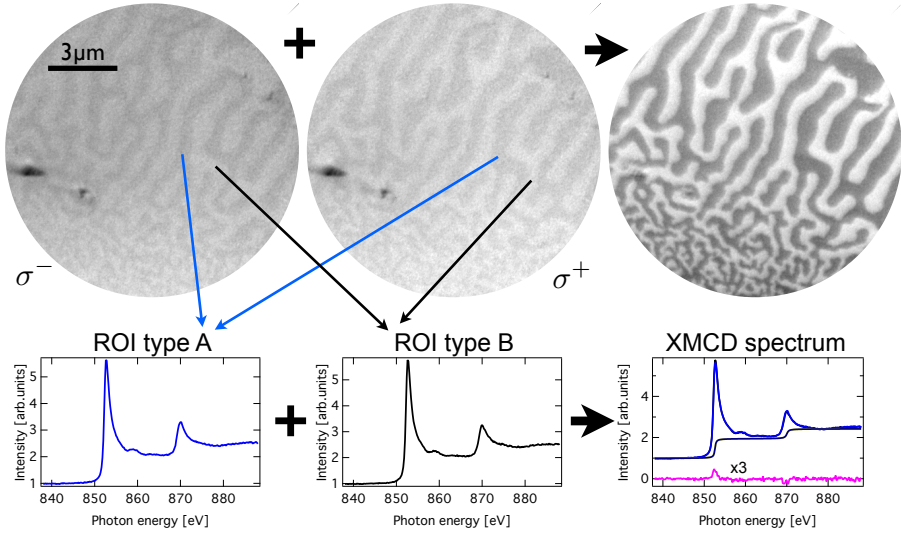 3μm
+
σ−
σ+
ROI type A
ROI type B
XMCD spectrum
Intensity [arb.units]
5
4
3
2
1
840 850 860 870 880
Photon energy [eV]
+
Intensity [arb.units]
5
4
3
2
1
840 850 860 870 880
Photon energy [eV]
Intensity [arb.units]
4
2
0
x3
840 850 860 870 880
Photon energy [eV]